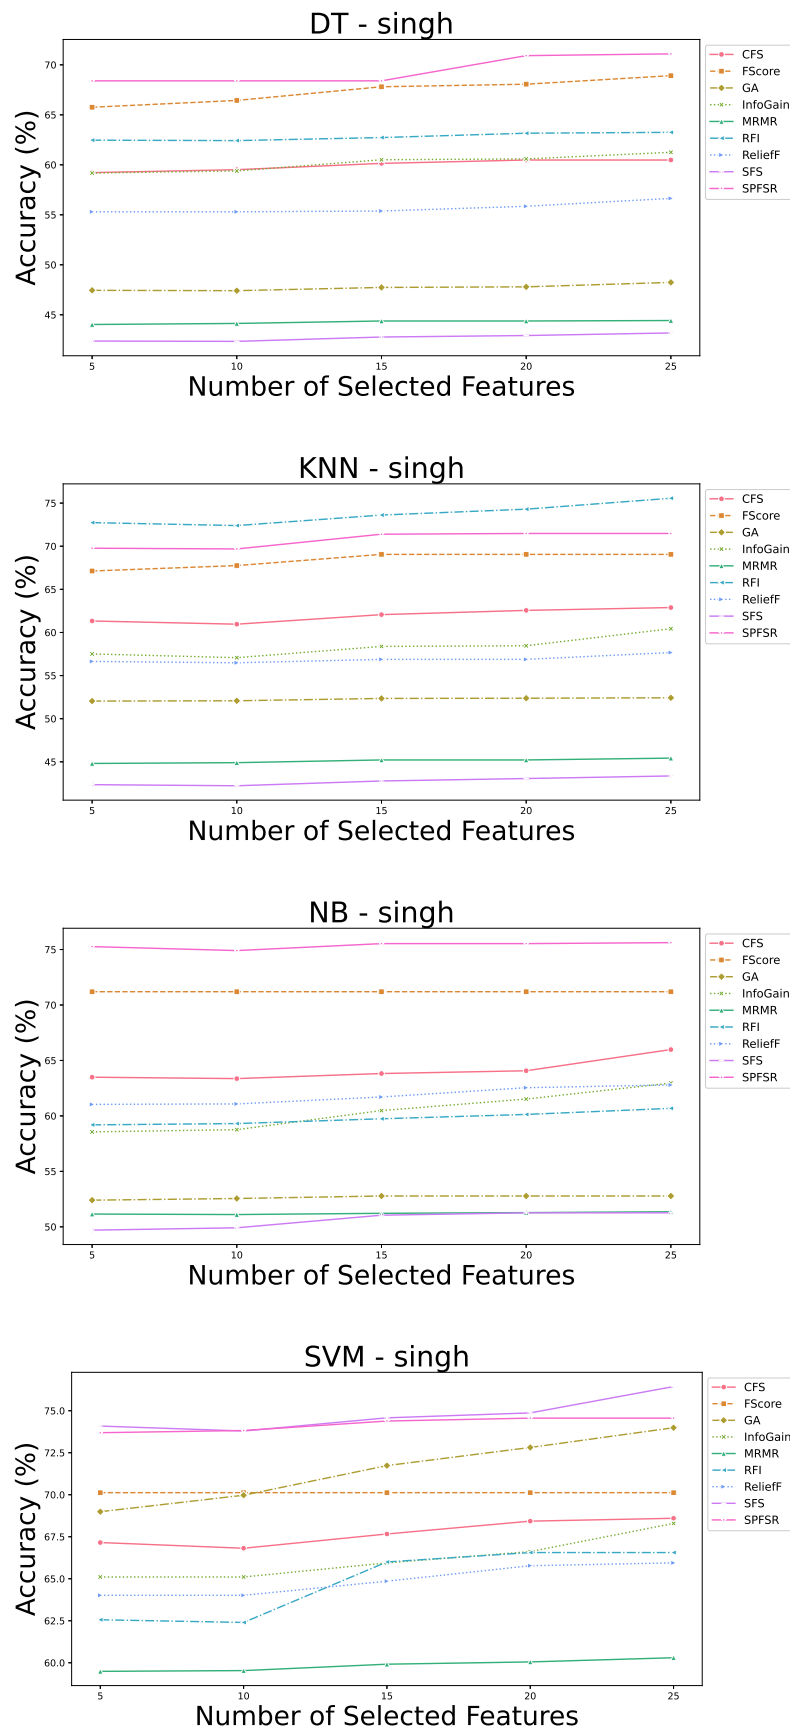 DT - singh
Accuracy (%)
70
65
60
55
50
45
5 10 15 20 25
Number of Selected Features
CFS
FScore
GA
InfoGain
MRMR
RFI
ReliefF
SFS
SPFSR
KNN - singh
Accuracy (%)
75
70
65
60
55
50
45
5 10 15 20 25
Number of Selected Features
CFS
FScore
GA
InfoGain
MRMR
RFI
ReliefF
SFS
SPFSR
NB - singh
Accuracy (%)
75
70
65
60
55
50
5 10 15 20 25
Number of Selected Features
CFS
FScore
GA
InfoGain
MRMR
RFI
ReliefF
SFS
SPFSR
SVM - singh
Accuracy (%)
75.0
72.5
70.0
67.5
65.0
62.5
60.0
5 10 15 20 25
Number of Selected Features
CFS
FScore
GA
InfoGain
MRMR
RFI
ReliefF
SFS
SPFSR